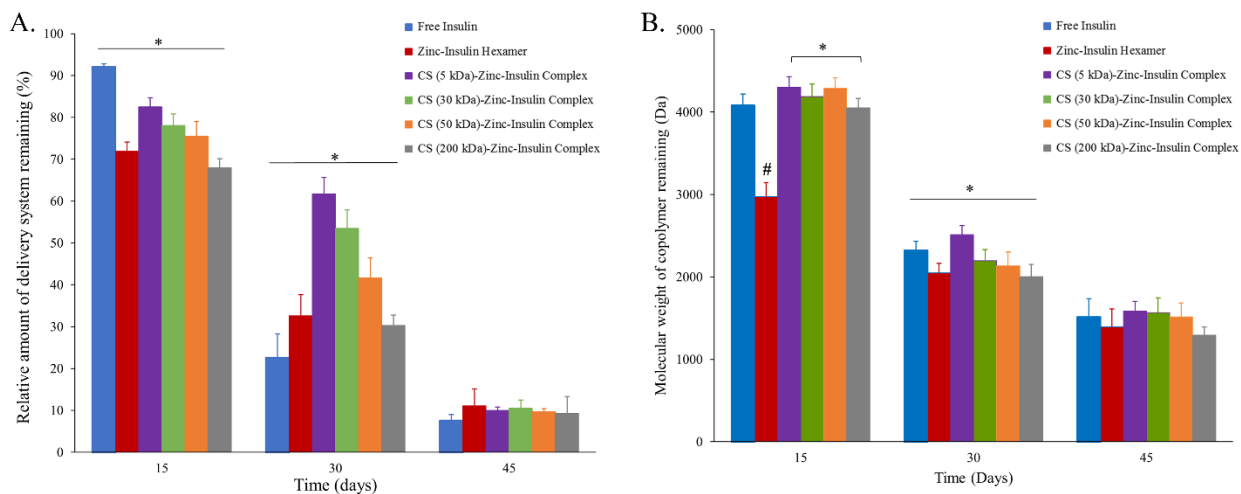 A.
Relative amount of delivery system remaining (%)
100
90
80
70
60
50
40
30
20
10
0
*
*
15
30
45
Time (days)
Free Insulin
Zinc-Insulin Hexamer
CS (5 kDa)-Zinc-Insulin Complex
CS (30 kDa)-Zinc-Insulin Complex
CS (50 kDa)-Zinc-Insulin Complex
CS (200 kDa)-Zinc-Insulin Complex
B.
Molecular weight of copolymer remaining (Da)
5000
4000
3000
2000
1000
0
#
*
*
15
30
45
Time (Days)
Free Insulin
Zinc-Insulin Hexamer
CS (5 kDa)-Zinc-Insulin Complex
CS (30 kDa)-Zinc-Insulin Complex
CS (50 kDa)-Zinc-Insulin Complex
CS (200 kDa)-Zinc-Insulin Complex